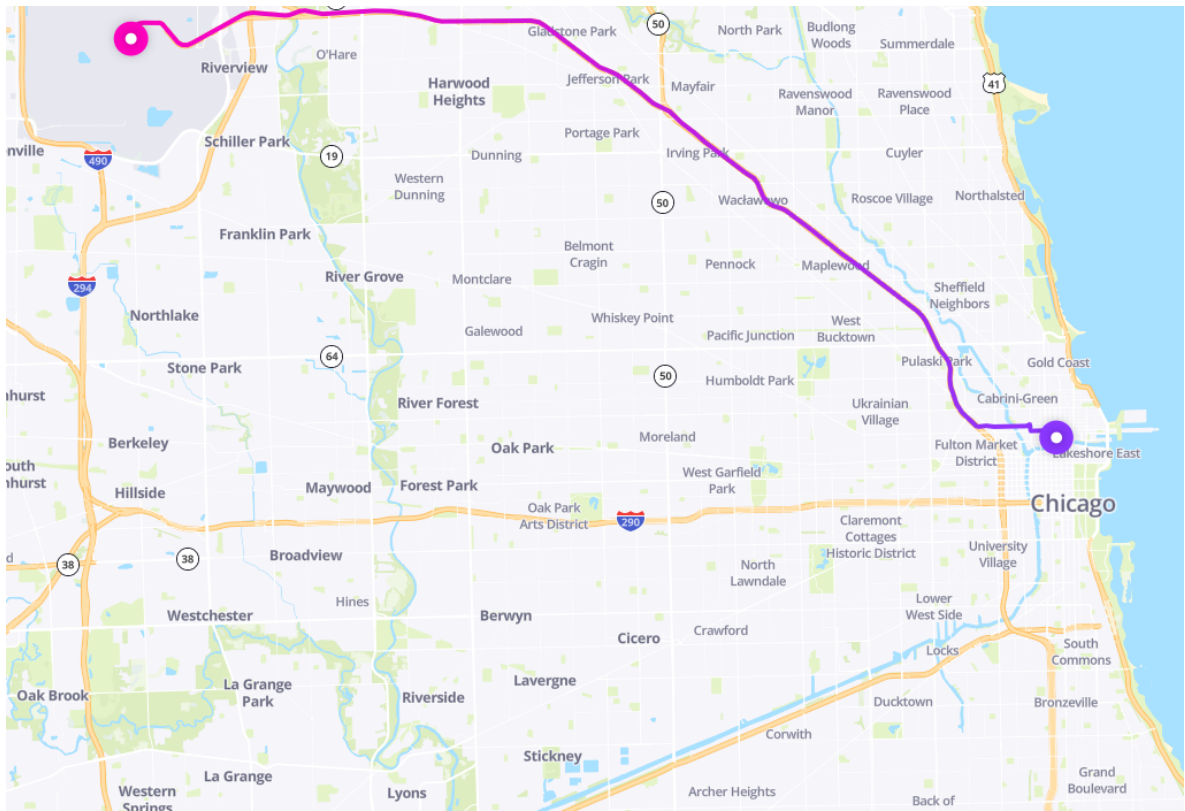 50
Gladstone Park
North Park
Budlong
Woods
Summerdale
O'Hare
Riverview
Harwood
Heights
Jefferson Park
Mayfair
Ravenswood
Manor
Ravenswood
Place
41
Schiller Park
Portage Park
nville
490
19
Dunning
Irving Park
Cuyler
Western
Dunning
50
Wacławowo
Roscoe Village
Northalsted
Franklin Park
Belmont
Cragin
River Grove
Montclare
Pennock
Maplewood
294
Sheffield
Neighbors
Northlake
Galewood
Whiskey Point
Pacific Junction
West
Bucktown
64
Stone Park
50
Pulaski Park
Gold Coast
Humboldt Park
nhurst
River Forest
Ukrainian
Village
Cabrini-Green
Berkeley
Oak Park
Moreland
Fulton Market
District
Lakeshore East
outh
nhurst
Hillside
Maywood
Forest Park
West Garfield
Park
Oak Park
Arts District
290
Chicago
Claremont
Cottages
Historic District
d
38
38
Broadview
University
Village
North
Lawndale
Hines
Westchester
Berwyn
Lower
West Side
Cicero
Crawford
South
Commons
Locks
Oak Brook
La Grange
Park
Riverside
Lavergne
Ducktown
Bronzeville
Corwith
Stickney
La Grange
Western
Springs
Lyons
Archer Heights
Grand
Boulevard
Back of